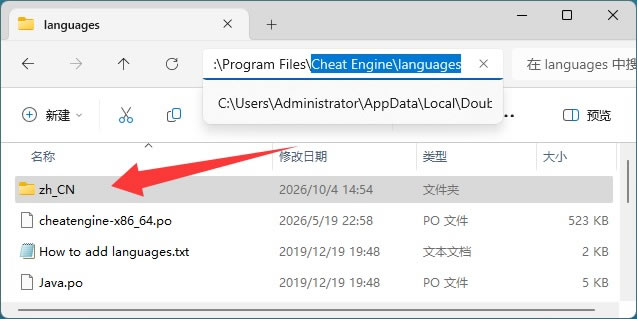 languages
:\Program Files\Cheat Engine\languages
在 languages 中搜
C:\Users\Administrator\AppData\Local\Doub
新建
预览
名称 修改日期 类型 大小
zh_CN 2026/10/4 14:54 文件夹
cheatengine-x86_64.po 2026/5/19 22:58 PO 文件 523 KB
How to add languages.txt 2019/12/19 19:48 文本文档 2 KB
Java.po 2019/12/19 19:48 PO 文件 5 KB